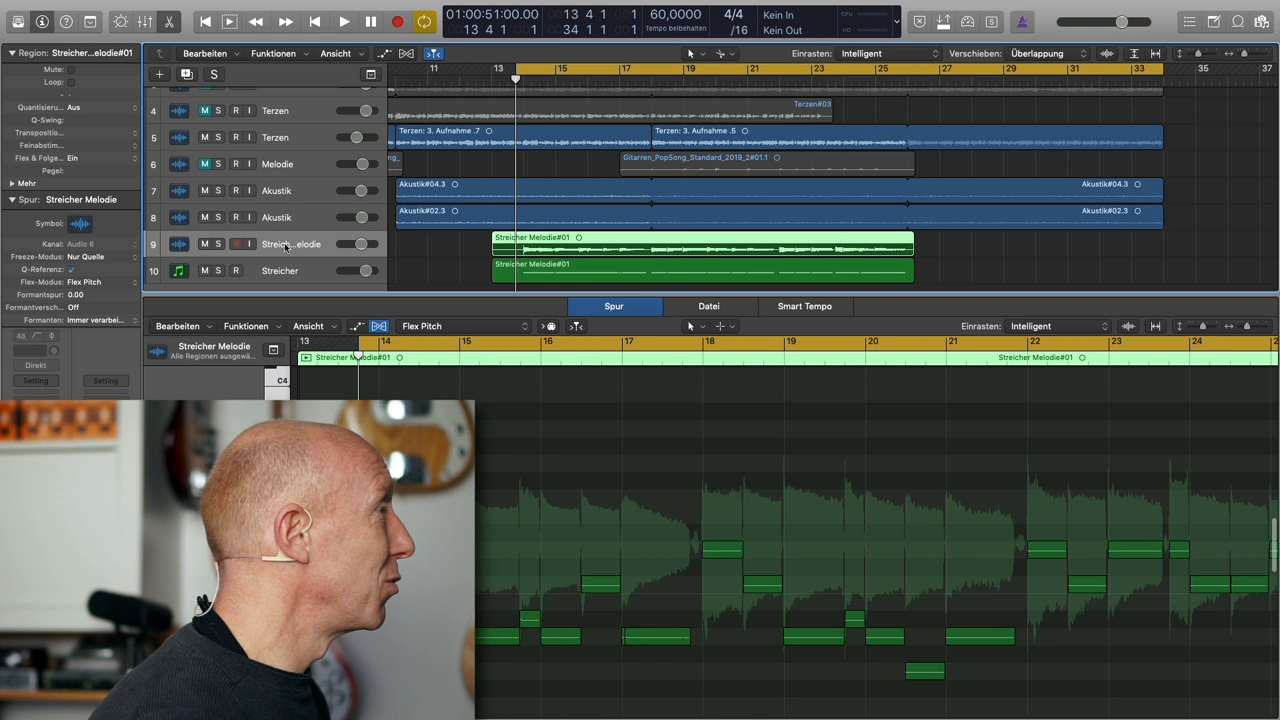 01:00:51:00.00
13 4 1 1
13 4 1 1
34 1 1 1
60,0000
Tempo beibehalten
4/4
/16
Kein In
Kein Out
CPU
HD
Region: Streicher...elodie#01
Mute:
Loop:
Quantisieru... Aus
Q-Swing:
Transpositio...
Feinabstim...
Flex & Folge... Ein
Pegel:
Mehr
Spur: Streicher Melodie
Symbol:
Kanal: Audio 6
Freeze-Modus: Nur Quelle
Q-Referenz:
Flex-Modus: Flex Pitch
Formantspur: 0.00
Formantversch... Off
Formanten: Immer verarbei...
48
Direkt
Setting
Setting
Bearbeiten
Funktionen
Ansicht
Einrasten: Intelligent
Verschieben: Überlappung
S
11 13 15 17 19 21 23 25 27 29 31 33 35 37
4 M S R I Terzen
Terzen#03
5 M S R I Terzen
Terzen: 3. Aufnahme .7
Terzen: 3. Aufnahme .5
6 M S R I Melodie
Gitarren_PopSong_Standard_2019_2#01.1
7 M S R I Akustik
Akustik#04.3
Akustik#04.3
8 M S R I Akustik
Akustik#02.3
Akustik#02.3
9 M S R I Streic...elodie
Streicher Melodie#01
10 M S R Streicher
Streicher Melodie#01
Spur
Datei
Smart Tempo
Bearbeiten
Funktionen
Ansicht
Flex Pitch
Einrasten: Intelligent
13 14 15 16 17 18 19 20 21 22 23 24
Streicher Melodie
Alle Regionen ausgewä...
Streicher Melodie#01
Streicher Melodie#01
C4